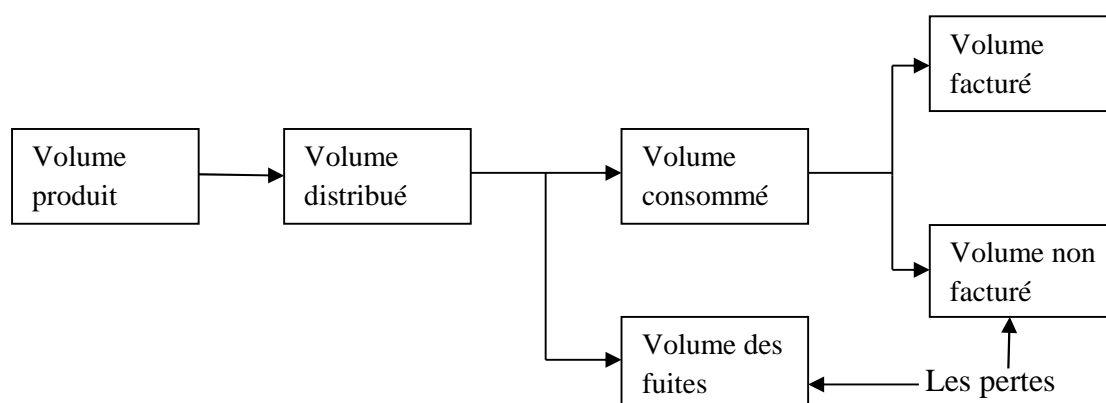 Volume
facturé
Volume
produit
Volume
distribué
Volume
consommé
Volume non
facturé
Volume des
fuites
Les pertes